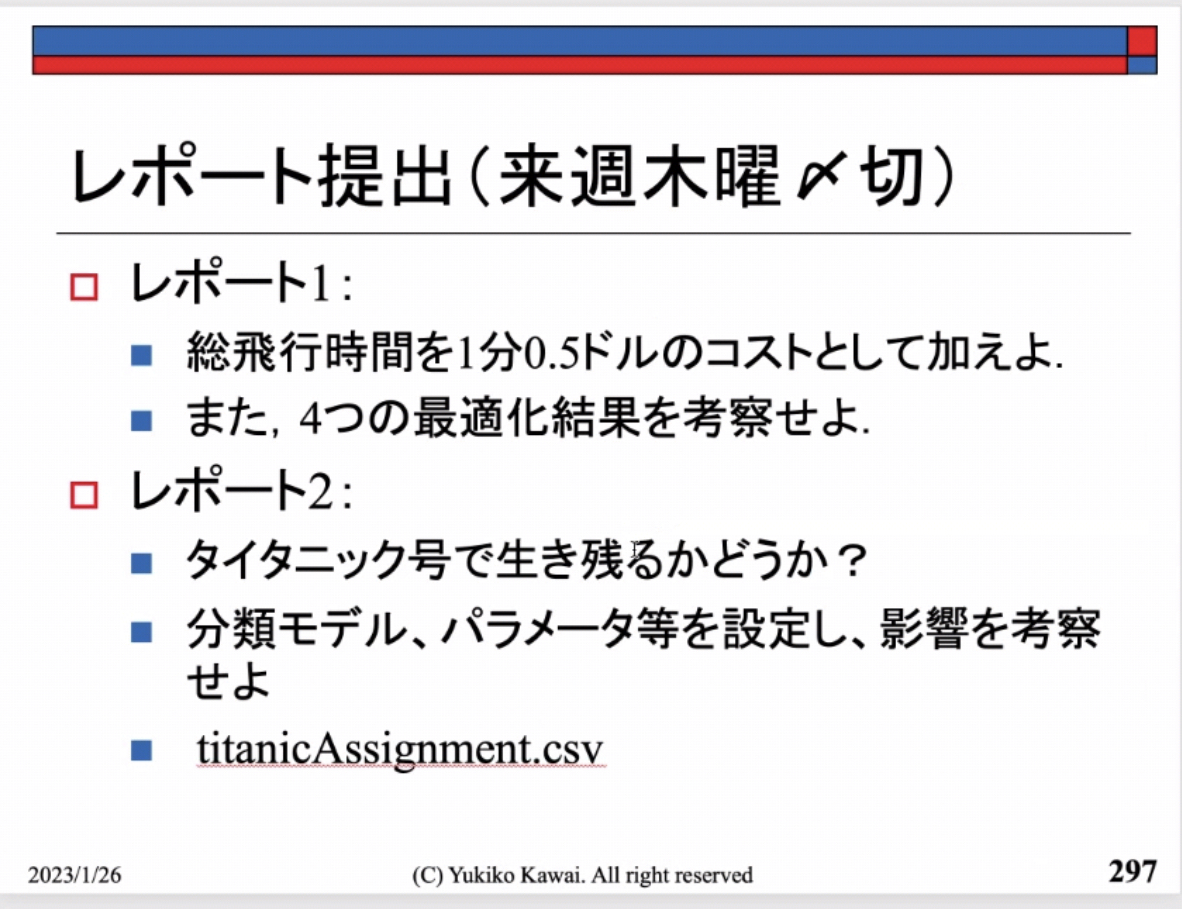 レポート提出（来週木曜〆切）
レポート1：
総飛行時間を1分0.5ドルのコストとして加えよ.
また, 4つの最適化結果を考察せよ.
レポート2：
タイタニック号で生き残るかどうか？
分類モデル、パラメータ等を設定し、影響を考察
せよ
titanicAssignment.csv
2023/1/26
(C) Yukiko Kawai. All right reserved
297